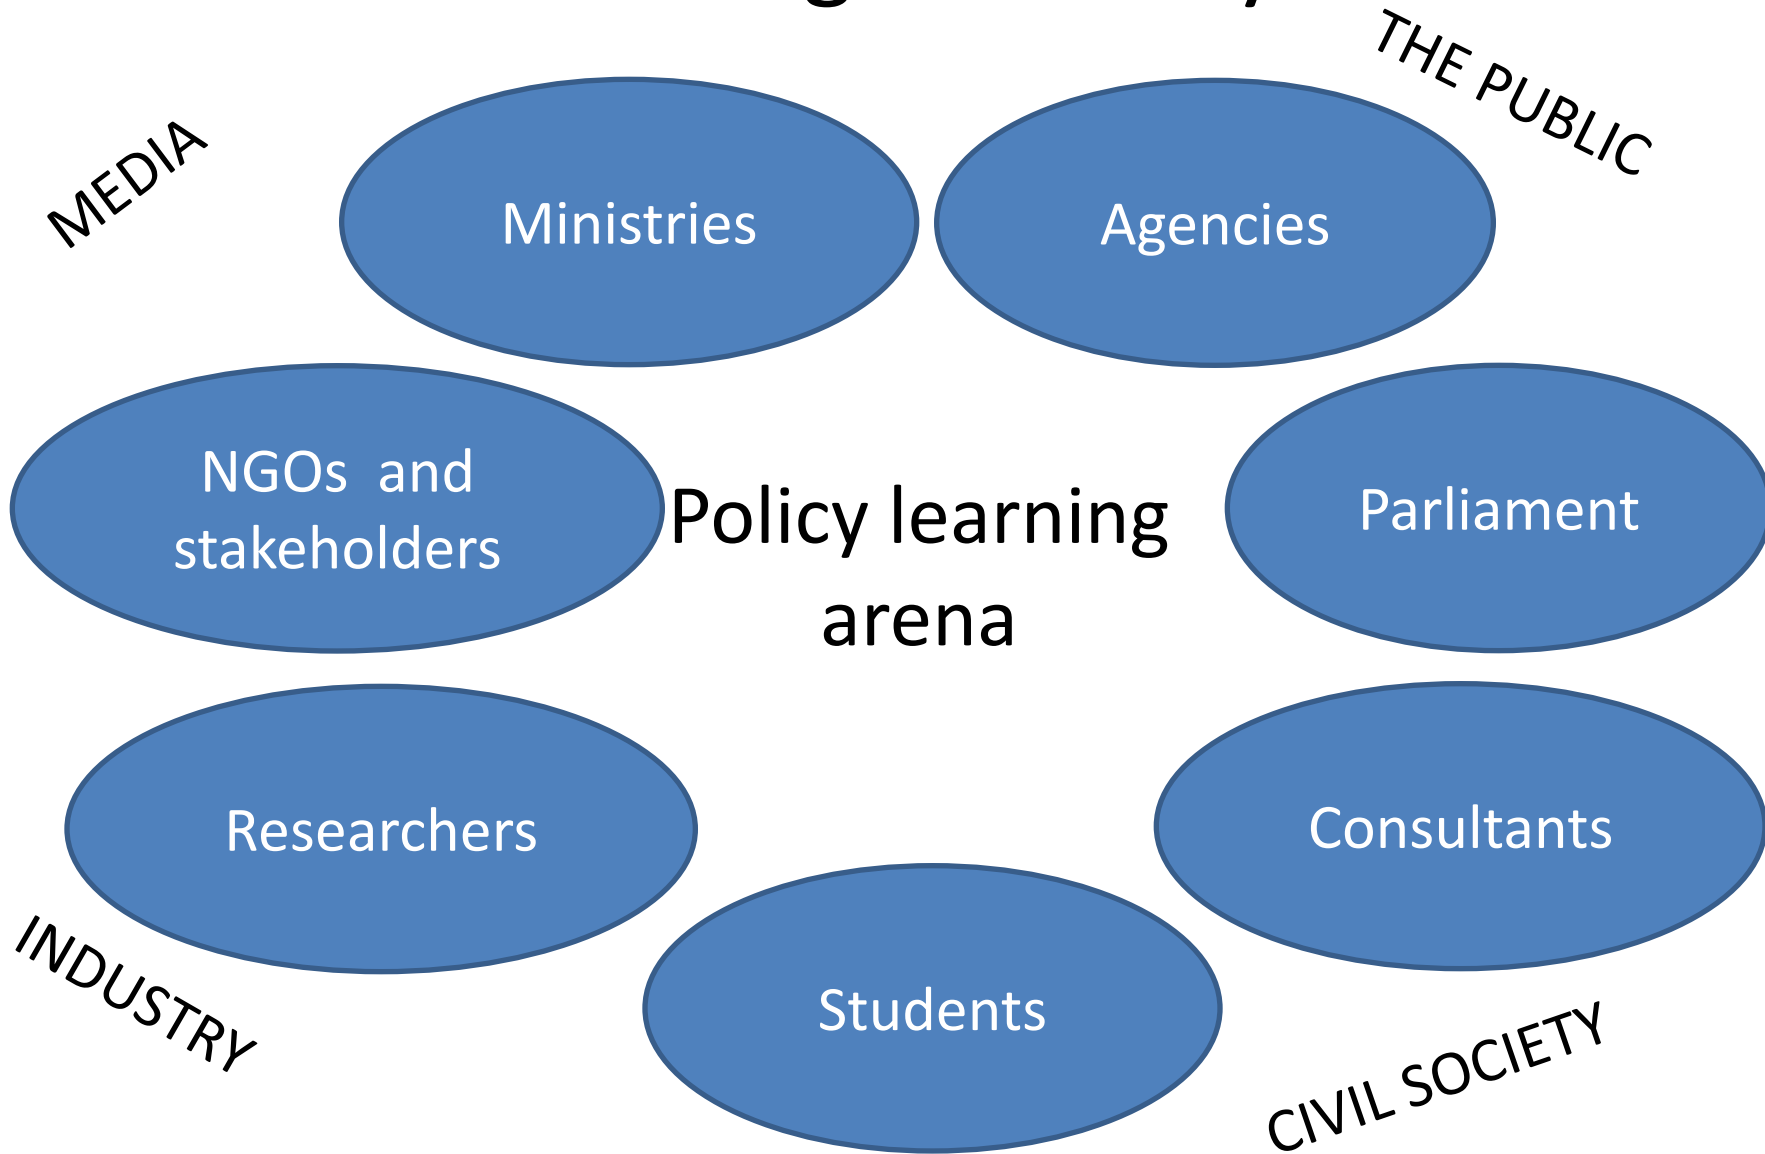 THE PUBLIC
MEDIA
Ministries
Agencies
NGOs and
stakeholders
Policy learning
arena
Parliament
Researchers
Consultants
Students
INDUSTRY
CIVIL SOCIETY